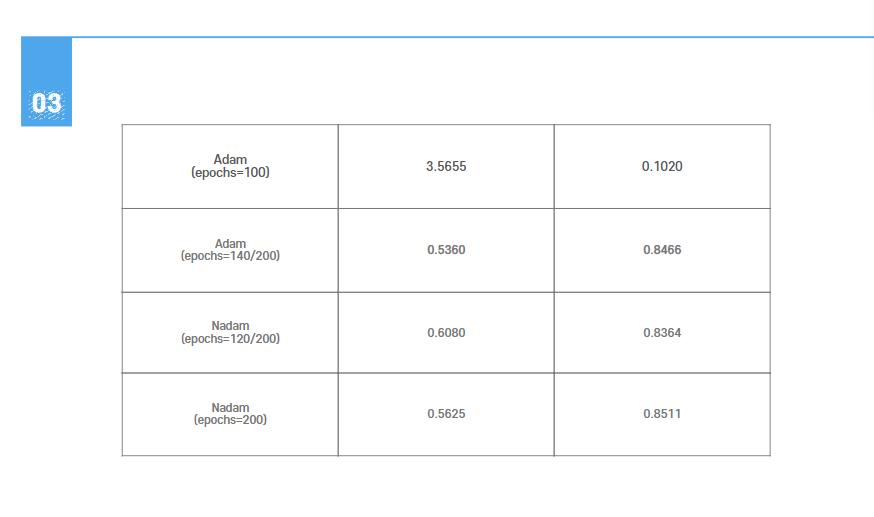 03
Adam
(epochs=100)
3.5655
0.1020
Adam
(epochs=140/200)
0.5360
0.8466
Nadam
(epochs=120/200)
0.6080
0.8364
Nadam
(epochs=200)
0.5625
0.8511